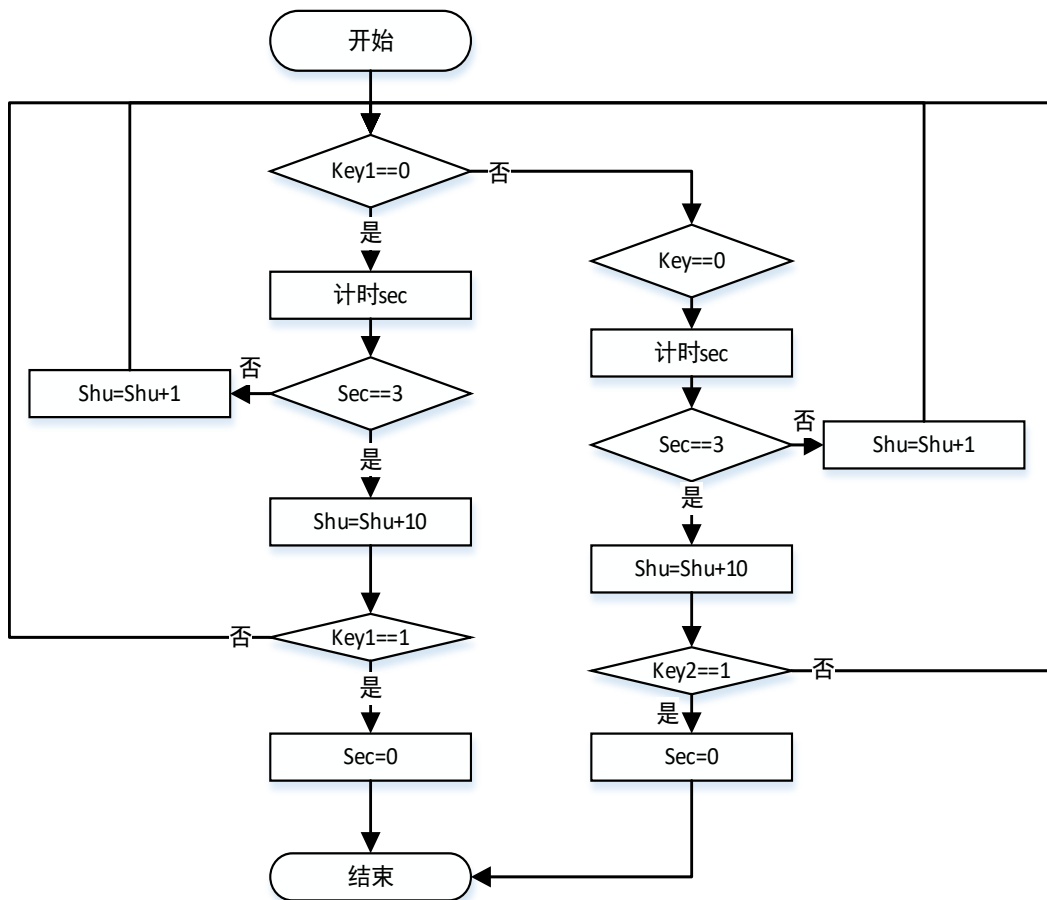 开始
Key1==0
否
是
Key==0
计时sec
计时sec
否
Sec==3
Shu=Shu+1
Sec==3
否
Shu=Shu+1
是
是
Shu=Shu+10
Shu=Shu+10
否
Key1==1
Key2==1
否
是
是
Sec=0
Sec=0
结束